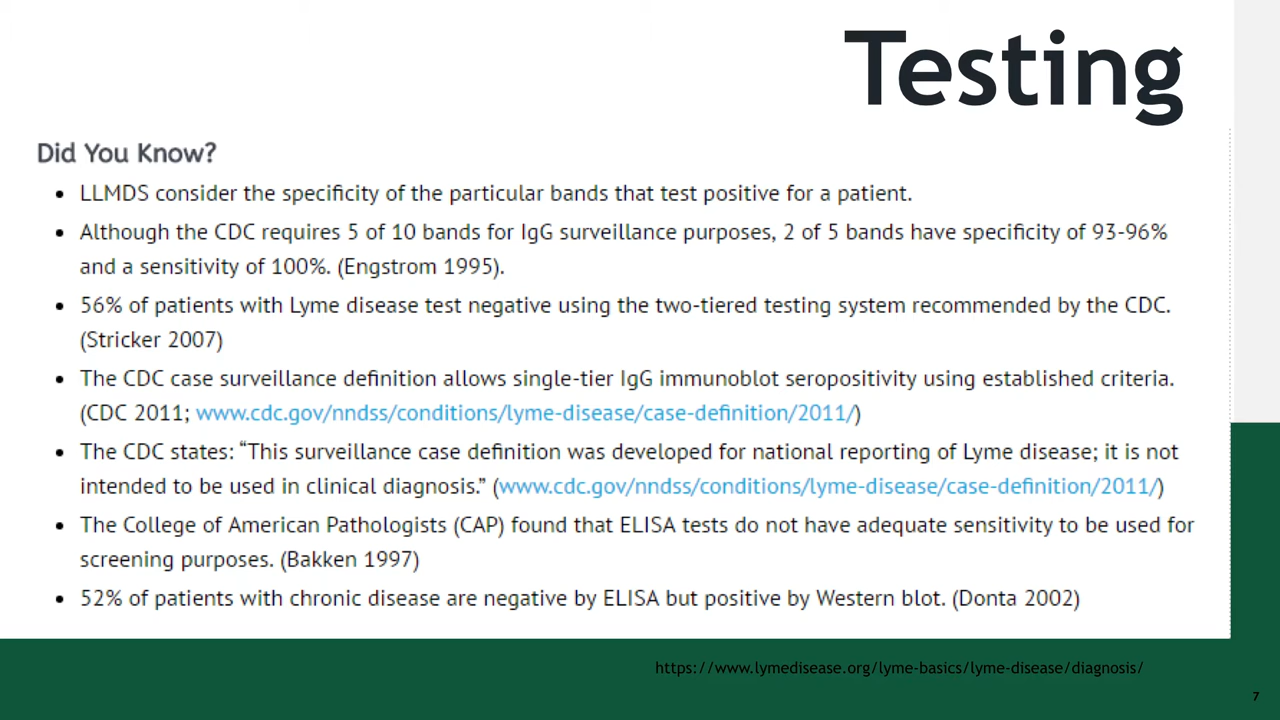 Testing
Did You Know?
• LLMDS consider the specificity of the particular bands that test positive for a patient.
• Although the CDC requires 5 of 10 bands for IgG surveillance purposes, 2 of 5 bands have specificity of 93-96%
and a sensitivity of 100%. (Engstrom 1995).
• 56% of patients with Lyme disease test negative using the two-tiered testing system recommended by the CDC.
(Stricker 2007)
• The CDC case surveillance definition allows single-tier IgG immunoblot seropositivity using established criteria.
(CDC 2011; www.cdc.gov/nndss/conditions/lyme-disease/case-definition/2011/)
• The CDC states: “This surveillance case definition was developed for national reporting of Lyme disease; it is not
intended to be used in clinical diagnosis.” (www.cdc.gov/nndss/conditions/lyme-disease/case-definition/2011/)
• The College of American Pathologists (CAP) found that ELISA tests do not have adequate sensitivity to be used for
screening purposes. (Bakken 1997)
• 52% of patients with chronic disease are negative by ELISA but positive by Western blot. (Donta 2002)
https://www.lymedisease.org/lyme-basics/lyme-disease/diagnosis/
7